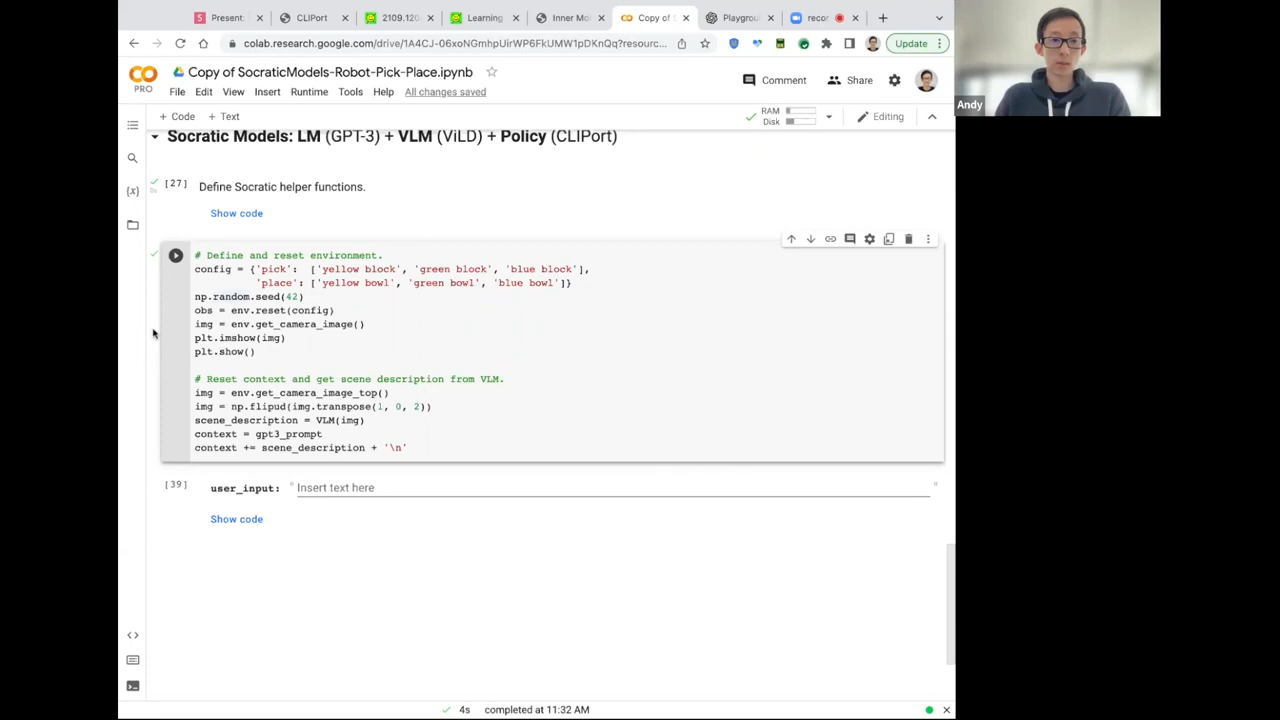 Present:
CLIPort
2109.120
Learning
Inner Mo
Copy of S
Playgrou
recor
colab.research.google.com/drive/1A4CJ-06xoNGmhpUirWP6FkUMW1pDKnQq?resourc...
Update
Copy of SocraticModels-Robot-Pick-Place.ipynb
PRO
Comment
Share
File Edit View Insert Runtime Tools Help All changes saved
+ Code + Text
RAM
Disk
Editing
Andy
Socratic Models: LM (GPT-3) + VLM (ViLD) + Policy (CLIPort)
[27] Define Socratic helper functions.
0s
Show code
# Define and reset environment.
config = {'pick': ['yellow block', 'green block', 'blue block'],
'place': ['yellow bowl', 'green bowl', 'blue bowl']}
np.random.seed(42)
obs = env.reset(config)
img = env.get_camera_image()
plt.imshow(img)
plt.show()
# Reset context and get scene description from VLM.
img = env.get_camera_image_top()
img = np.flipud(img.transpose(1, 0, 2))
scene_description = VLM(img)
context = gpt3_prompt
context += scene_description + '\n'
[39] user_input: " Insert text here "
Show code
4s completed at 11:32 AM